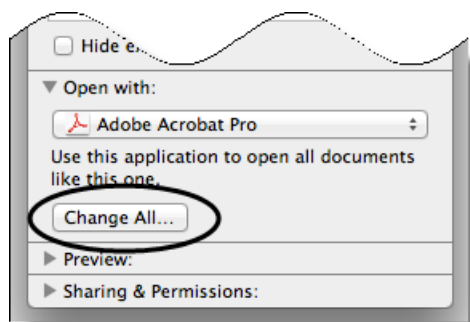 Hide
Open with:
Adobe Acrobat Pro
Use this application to open all documents
like this one.
Change All...
Preview:
Sharing & Permissions: